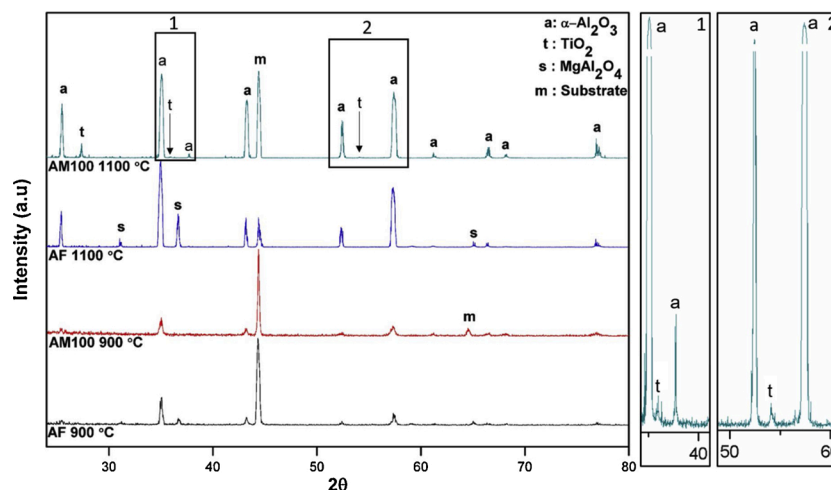 1
2
a: α-Al₂O₃
t : TiO₂
s : MgAl₂O₄
m : Substrate
a
t
a
t
a
a
m
a
t
a
a
a
a
a
AM100 1100 °C
s
s
s
AF 1100 °C
m
AM100 900 °C
AF 900 °C
Intensity (a.u)
30 40 50 60 70 80
2θ
a
1
t
a
40
a
a
2
t
50